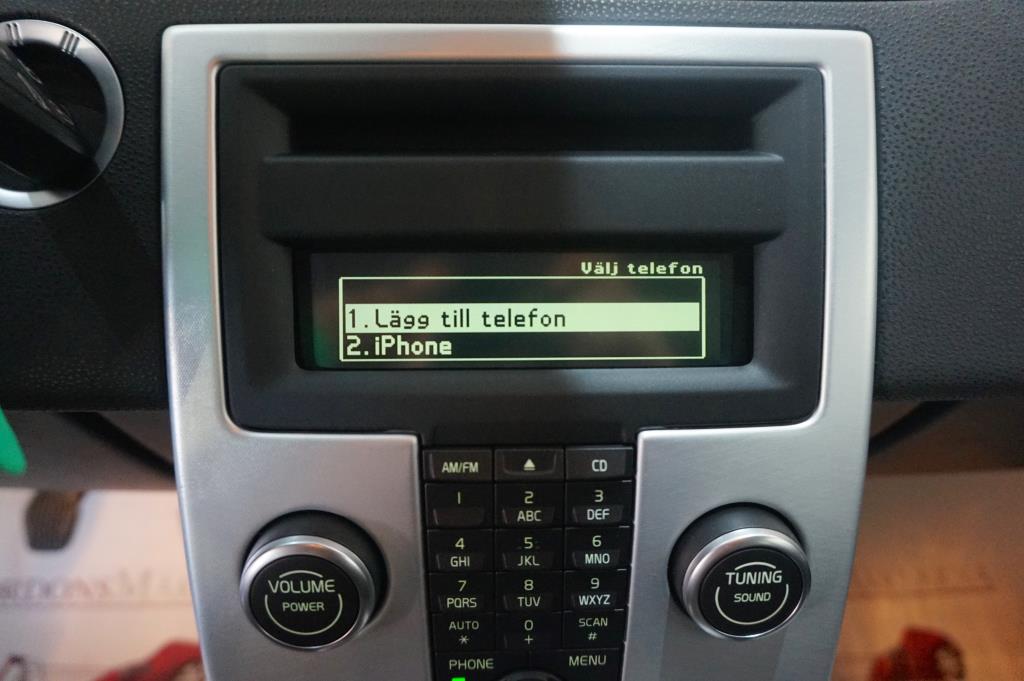 Välj telefon
1.Lägg till telefon
2.iPhone
AM/FM
CD
1
2
3
ABC
DEF
4
5
6
GHI
JKL
MNO
7
8
9
PQRS
TUV
WXYZ
AUTO
0
SCAN
*
+
#
PHONE
MENU
VOLUME
POWER
TUNING
SOUND